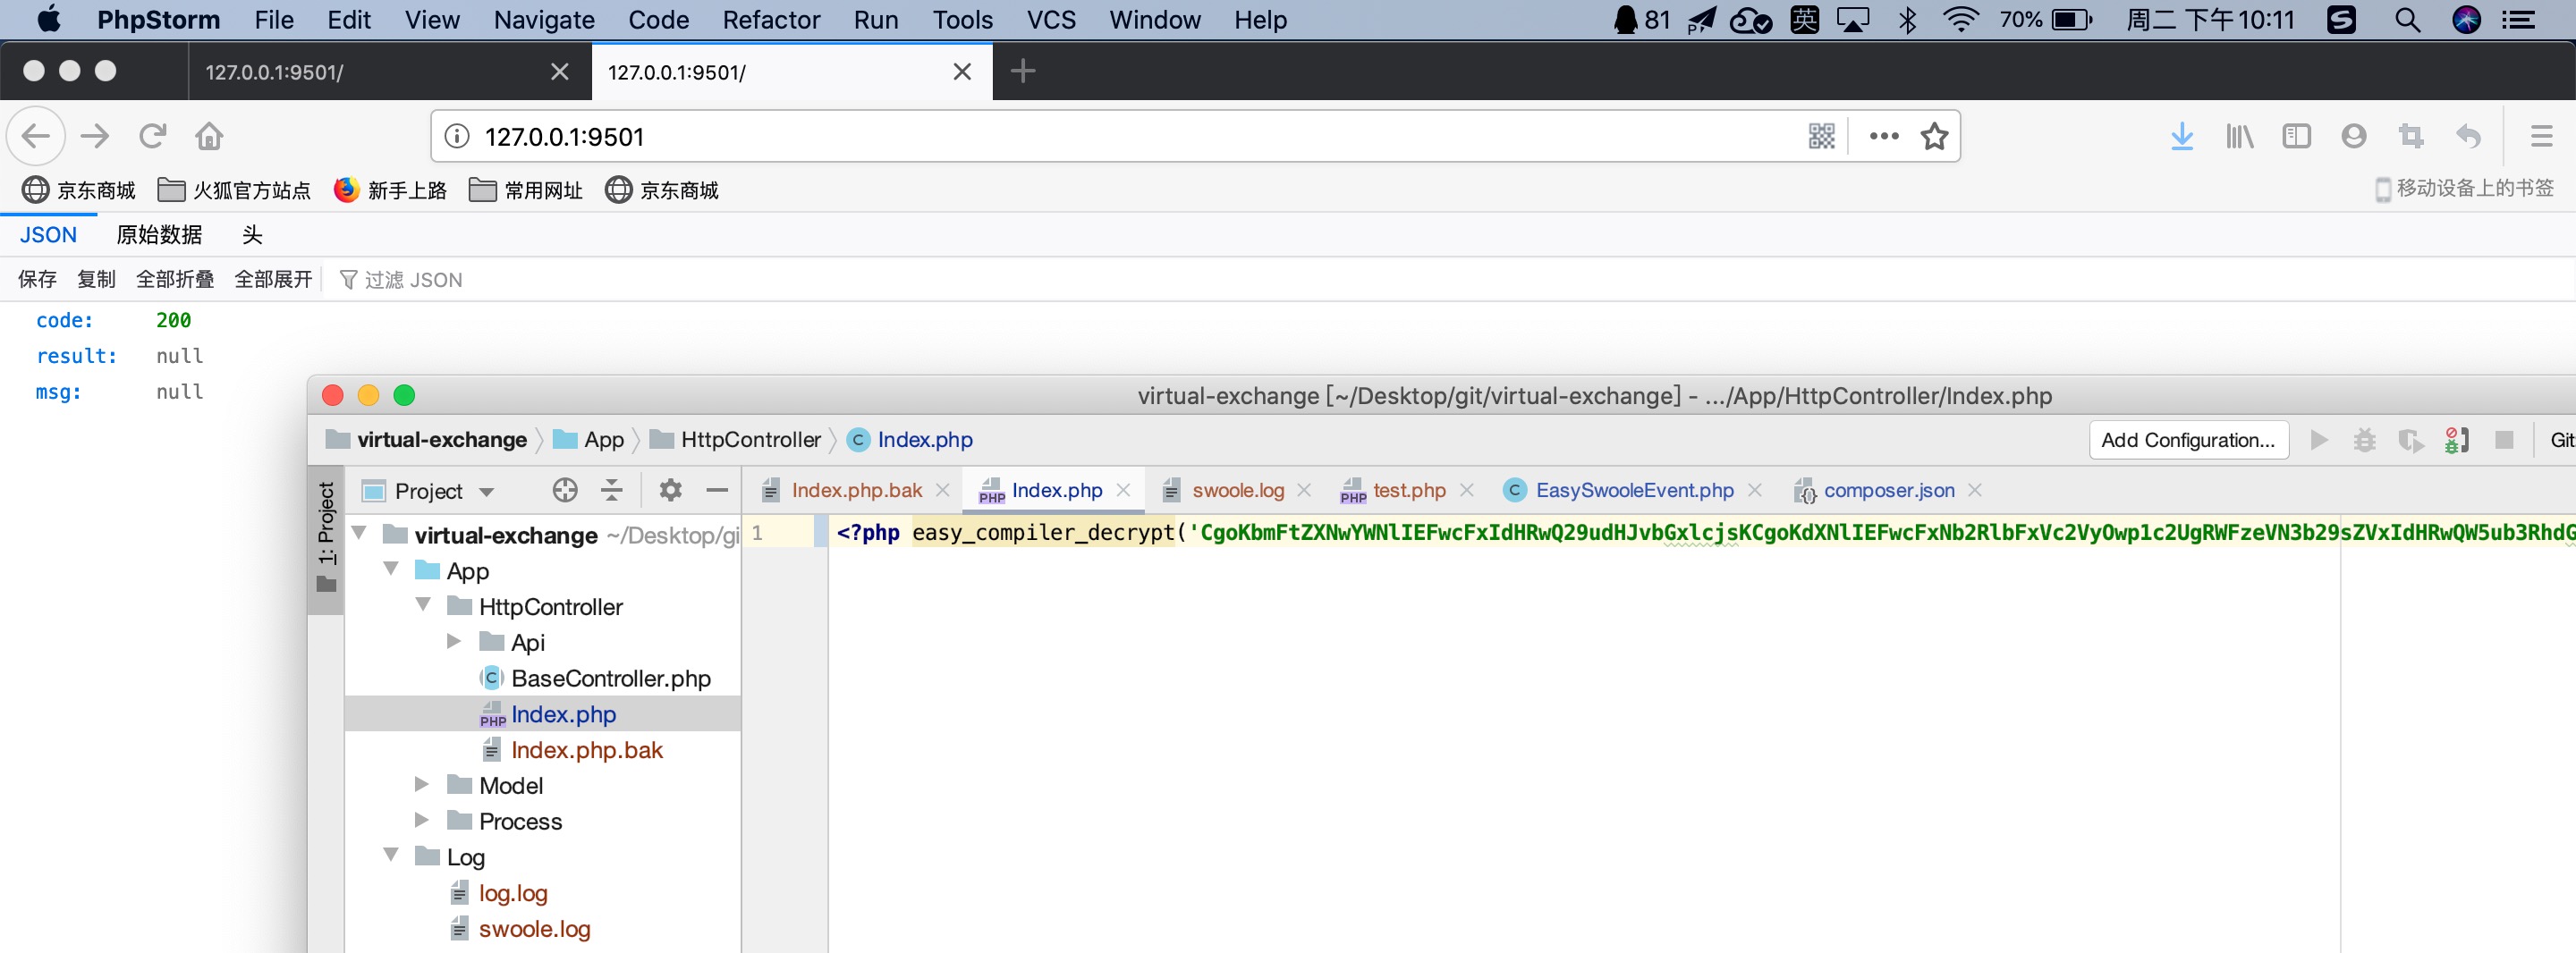 PhpStorm File Edit View Navigate Code Refactor Run Tools VCS Window Help 81 英 70% 周二 下午10:11
127.0.0.1:9501/ 127.0.0.1:9501/
127.0.0.1:9501
京东商城 火狐官方站点 新手上路 常用网址 京东商城 移动设备上的书签
JSON 原始数据 头
保存 复制 全部折叠 全部展开 过滤 JSON
code: 200
result: null
msg: null
virtual-exchange [~/Desktop/git/virtual-exchange] - .../App/HttpController/Index.php
virtual-exchange App HttpController Index.php Add Configuration... Git
1: Project
Project Index.php.bak Index.php swoole.log test.php EasySwooleEvent.php composer.json
virtual-exchange ~/Desktop/gi
1 <?php easy_compiler_decrypt('CgoKbmFtZXNwYWNlIEFwcFxIdHRwQ29udHJvbGxlcjsKCgoKdXNlIEFwcFxNb2RlbFxVc2VyOwp1c2UgRWFzeVN3b29sZVxIdHRwQW5ub3RhdG
App
HttpController
Api
BaseController.php
Index.php
Index.php.bak
Model
Process
Log
log.log
swoole.log